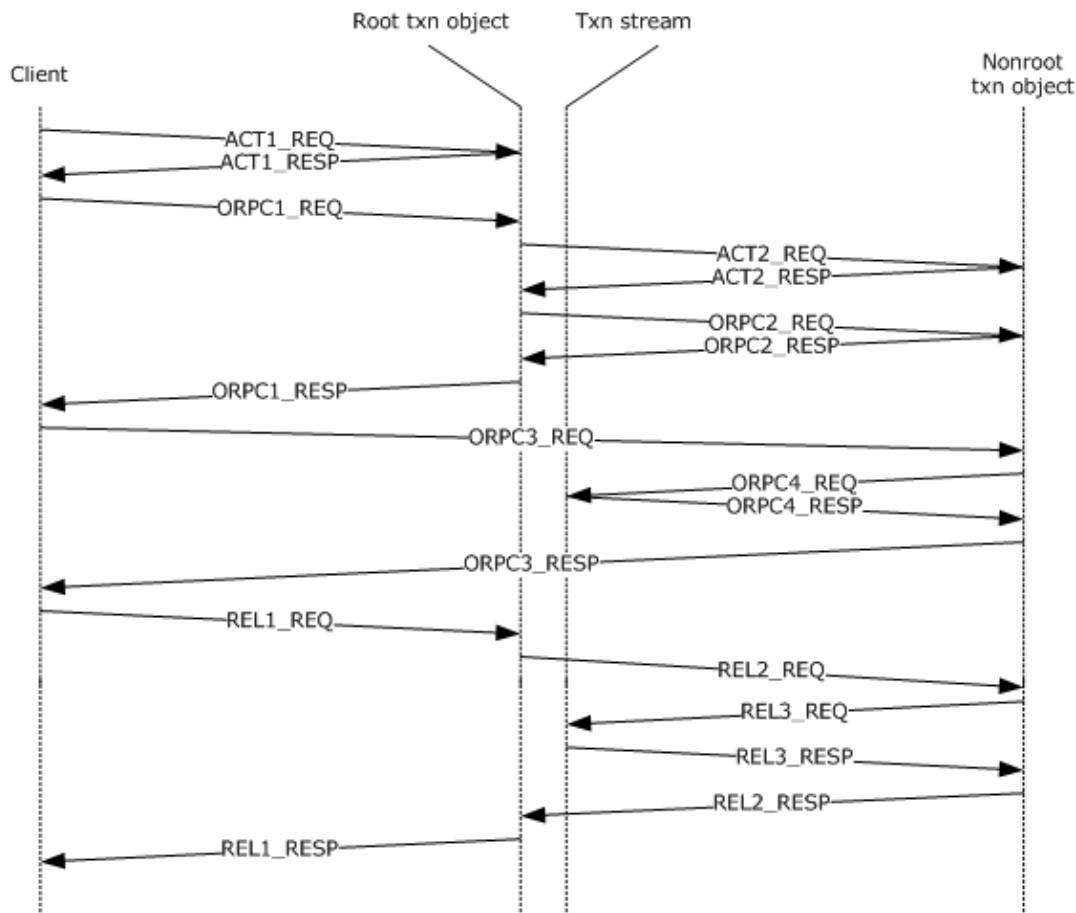 Root txn object
Txn stream
Client
Nonroot
txn object
ACT1_REQ
ACT1_RESP
ORPC1_REQ
ACT2_REQ
ACT2_RESP
ORPC2_REQ
ORPC2_RESP
ORPC1_RESP
ORPC3_REQ
ORPC4_REQ
ORPC4_RESP
ORPC3_RESP
REL1_REQ
REL2_REQ
REL3_REQ
REL3_RESP
REL2_RESP
REL1_RESP